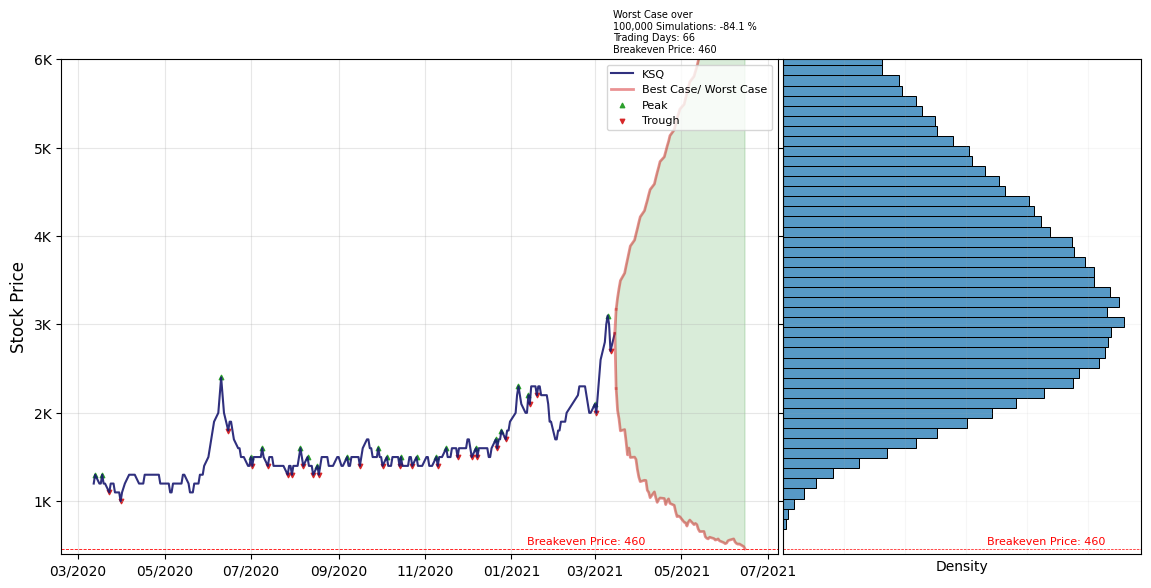 Worst Case over
100,000 Simulations: -84.1 %
Trading Days: 66
Breakeven Price: 460
6K
5K
4K
3K
2K
1K
Stock Price
KSQ
Best Case/ Worst Case
Peak
Trough
Breakeven Price: 460
Breakeven Price: 460
03/2020
05/2020
07/2020
09/2020
11/2020
01/2021
03/2021
05/2021
07/2021
Density